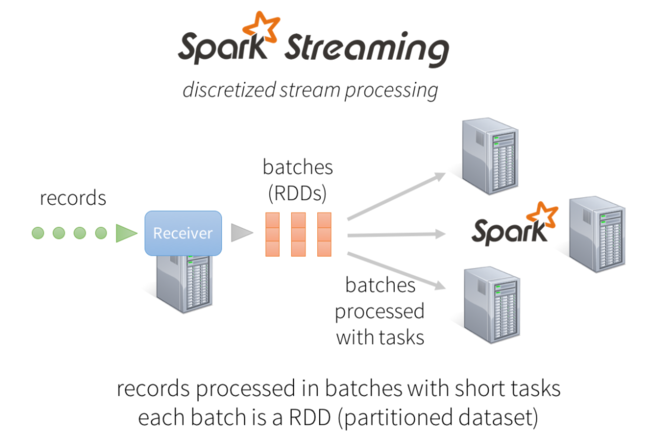 Spark Streaming
discretized stream processing
records
Receiver
batches
(RDDs)
Spark
batches
processed
with tasks
records processed in batches with short tasks
each batch is a RDD (partitioned dataset)